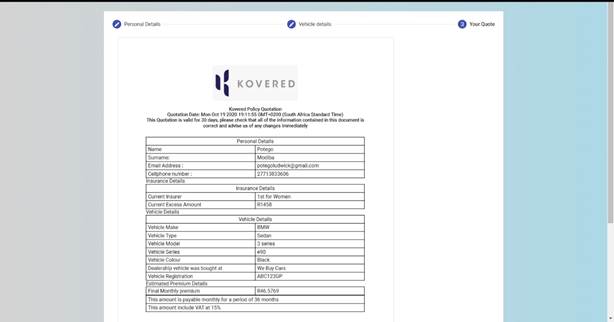 Personal Details
Vehicle details
3 Your Quote
KOVERED
Kovered Policy Quotation
Quotation Date: Mon Oct 19 2020 19:11:55 GMT+0200 (South Africa Standard Time)
This Quotation is valid for 30 days, please check that all of the information contained in this document is
correct and advise us of any changes immediately
Personal Details
Name Potego
Surname: Modiba
Email Address : potegoludwick@gmail.com
Cellphone number : 27713833606
Insurance Details
Insurance Details
Current Insurer 1st for Women
Current Excess Amount R1458
Vehicle Details
Vehicle Details
Vehicle Make BMW
Vehicle Type Sedan
Vehicle Model 3 series
Vehicle Series e90
Vehicle Colour Black
Dealership vehicle was bought at We Buy Cars
Vehicle Registration ABC123GP
Estimated Premium Details
Final Monthly premium R46.5769
This amount is payable monthly for a period of 36 months
This amount include VAT at 15%